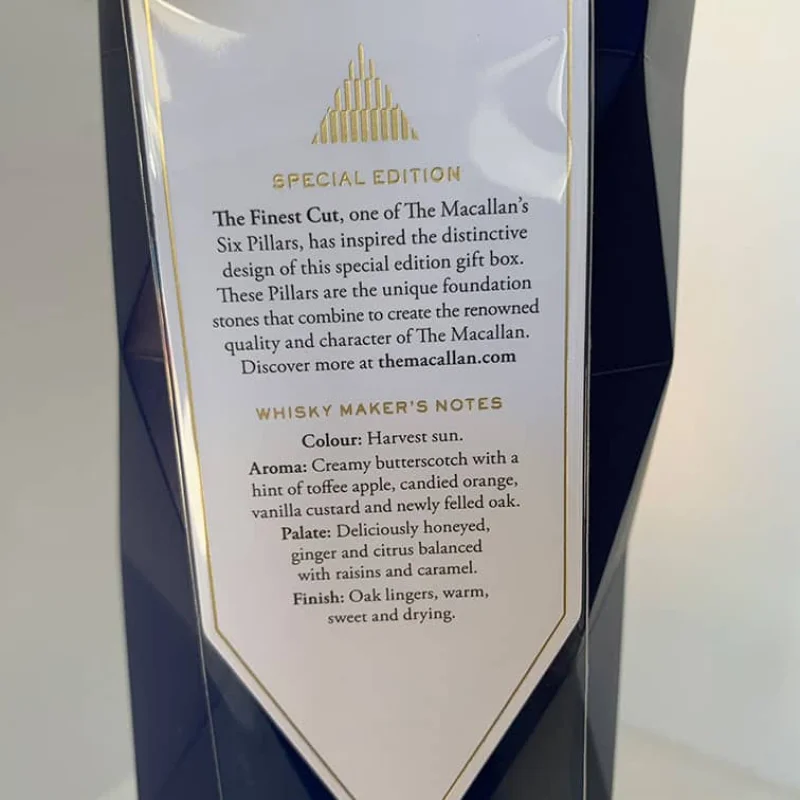 SPECIAL EDITION
The Finest Cut, one of The Macallan's
Six Pillars, has inspired the distinctive
design of this special edition gift box.
These Pillars are the unique foundation
stones that combine to create the renowned
quality and character of The Macallan.
Discover more at themacallan.com
WHISKY MAKER'S NOTES
Colour: Harvest sun.
Aroma: Creamy butterscotch with a
hint of toffee apple, candied orange,
vanilla custard and newly felled oak.
Palate: Deliciously honeyed,
ginger and citrus balanced
with raisins and caramel.
Finish: Oak lingers, warm,
sweet and drying.